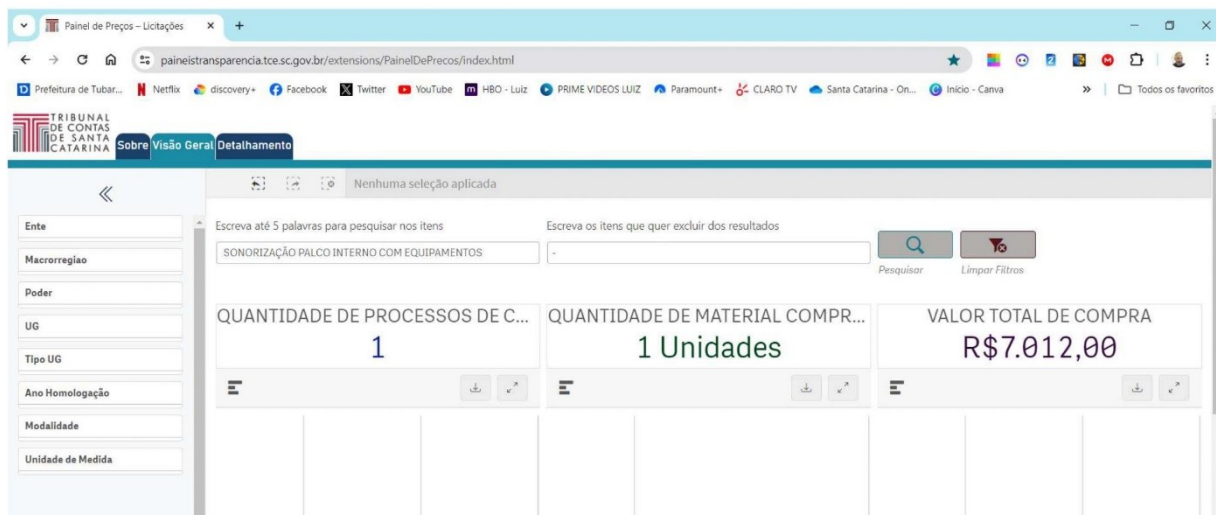 Painel de Preços – Licitações
paineistransparencia.tce.sc.gov.br/extensions/PainelDePrecos/index.html
Prefeitura de Tubar... Netflix discovery+ Facebook Twitter YouTube HBO - Luiz PRIME VIDEOS LUIZ Paramount+ CLARO TV Santa Catarina - On... Início - Canva » Todos os favoritos
TRIBUNAL
DE CONTAS
DE SANTA
CATARINA
Sobre Visão Geral Detalhamento
Nenhuma seleção aplicada
Ente
Macrorregiao
Poder
UG
Tipo UG
Ano Homologação
Modalidade
Unidade de Medida
Escreva até 5 palavras para pesquisar nos itens
SONORIZAÇÃO PALCO INTERNO COM EQUIPAMENTOS
Escreva os itens que quer excluir dos resultados
-
Pesquisar
Limpar Filtros
QUANTIDADE DE PROCESSOS DE C...
1
QUANTIDADE DE MATERIAL COMPR...
1 Unidades
VALOR TOTAL DE COMPRA
R$7.012,00